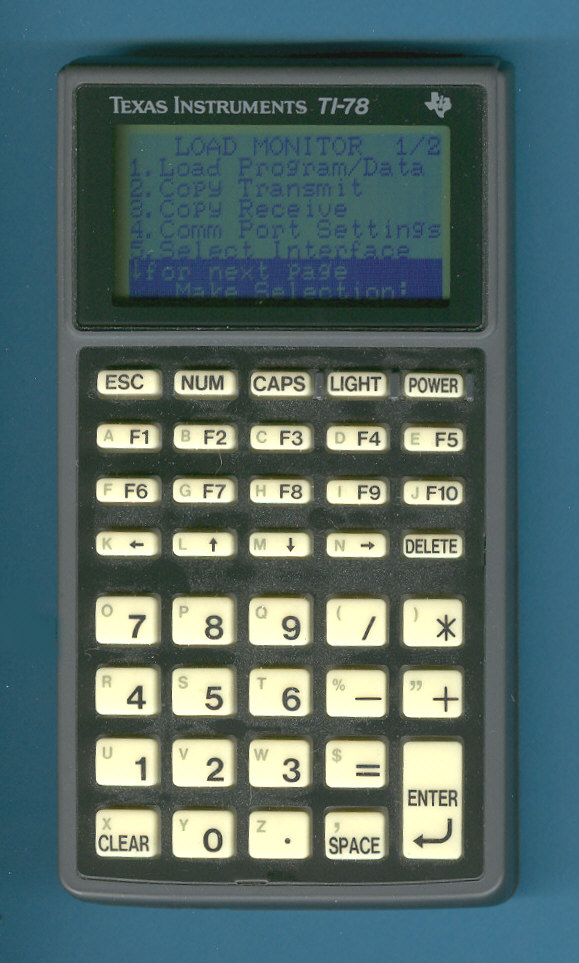 TEXAS INSTRUMENTS TI-78
LOAD MONITOR 1/2
1.Load Program/Data
2.Copy Transmit
3.Copy Receive
4.Comm Port Settings
5.Select Interface
↓for next page
Make Selection:
ESC NUM CAPS LIGHT POWER
A F1 B F2 C F3 D F4 E F5
F F6 G F7 H F8 I F9 J F10
K ← L ↑ M ↓ N → DELETE
O 7 P 8 Q 9 ( / ) *
R 4 S 5 T 6 % − " +
U 1 V 2 W 3 $ =
ENTER ↵
X CLEAR Y 0 Z . , SPACE